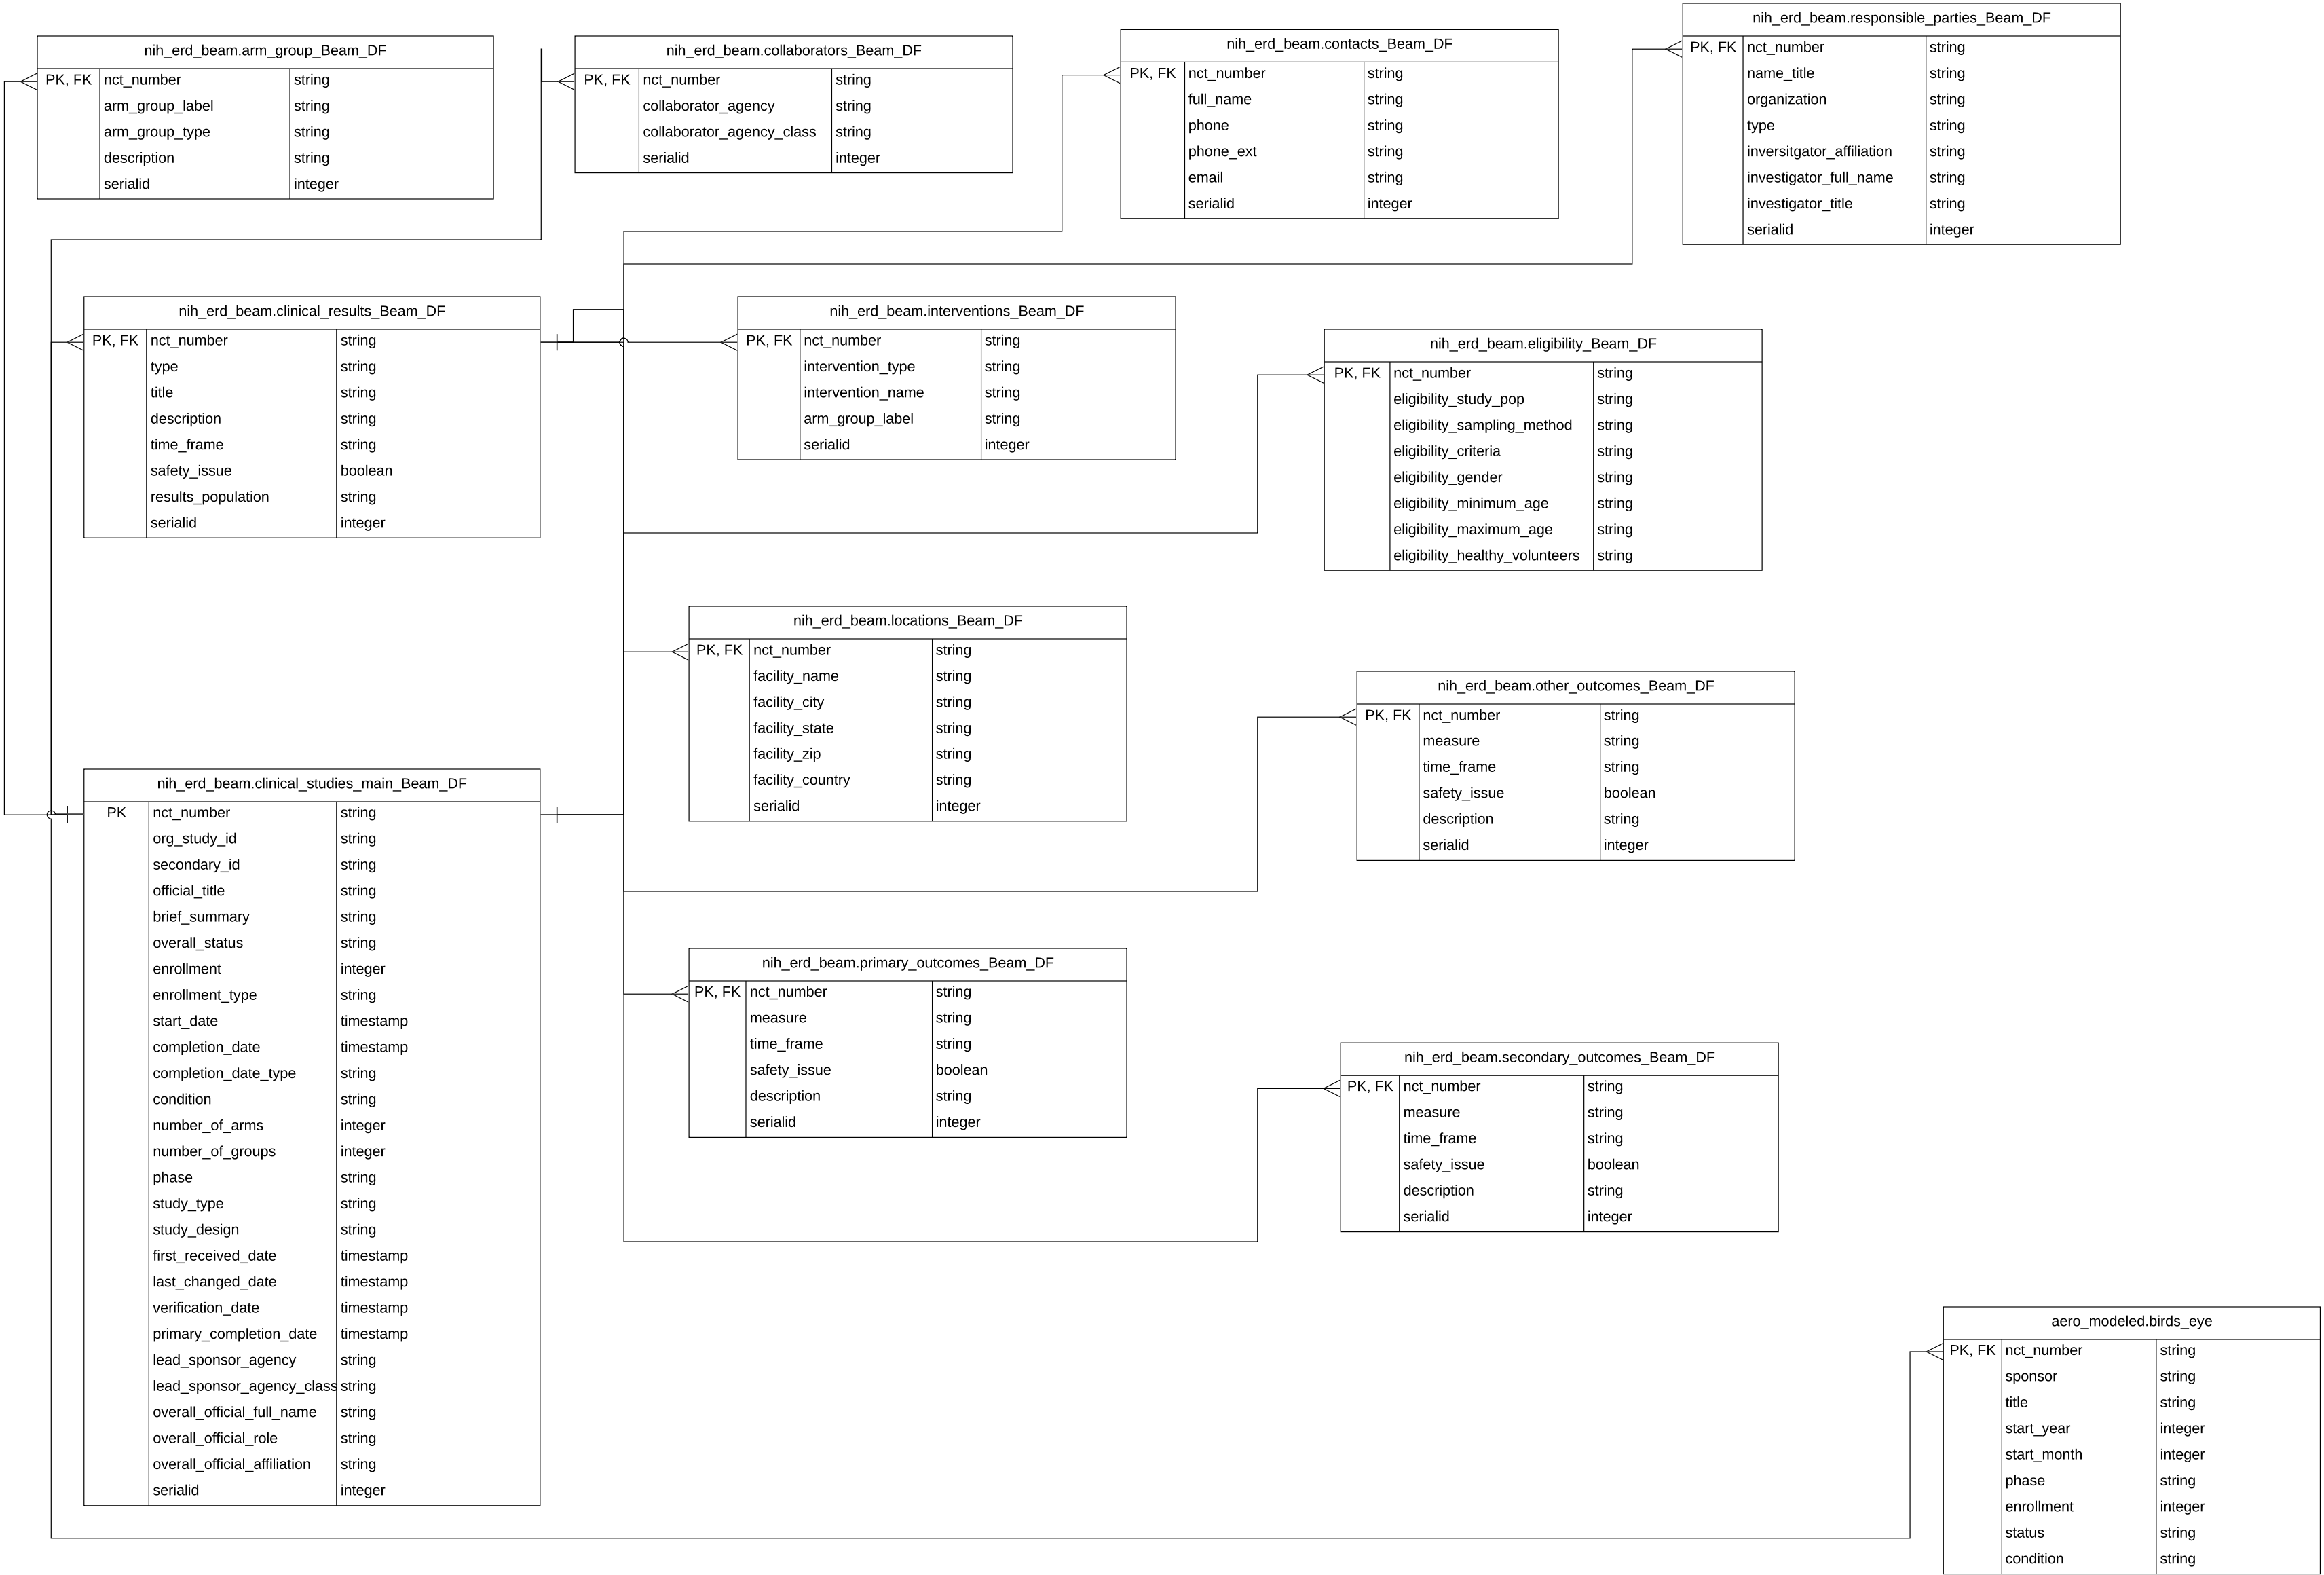 nih_erd_beam.responsible_parties_Beam_DF
PK, FK nct_number string
name_title string
organization string
type string
inversitgator_affiliation string
investigator_full_name string
investigator_title string
serialid integer
nih_erd_beam.arm_group_Beam_DF
PK, FK nct_number string
arm_group_label string
arm_group_type string
description string
serialid integer
nih_erd_beam.collaborators_Beam_DF
PK, FK nct_number string
collaborator_agency string
collaborator_agency_class string
serialid integer
nih_erd_beam.contacts_Beam_DF
PK, FK nct_number string
full_name string
phone string
phone_ext string
email string
serialid integer
nih_erd_beam.clinical_results_Beam_DF
PK, FK nct_number string
type string
title string
description string
time_frame string
safety_issue boolean
results_population string
serialid integer
nih_erd_beam.interventions_Beam_DF
PK, FK nct_number string
intervention_type string
intervention_name string
arm_group_label string
serialid integer
nih_erd_beam.eligibility_Beam_DF
PK, FK nct_number string
eligibility_study_pop string
eligibility_sampling_method string
eligibility_criteria string
eligibility_gender string
eligibility_minimum_age string
eligibility_maximum_age string
eligibility_healthy_volunteers string
nih_erd_beam.locations_Beam_DF
PK, FK nct_number string
facility_name string
facility_city string
facility_state string
facility_zip string
facility_country string
serialid integer
nih_erd_beam.other_outcomes_Beam_DF
PK, FK nct_number string
measure string
time_frame string
safety_issue boolean
description string
serialid integer
nih_erd_beam.clinical_studies_main_Beam_DF
PK nct_number string
org_study_id string
secondary_id string
official_title string
brief_summary string
overall_status string
enrollment integer
enrollment_type string
start_date timestamp
completion_date timestamp
completion_date_type string
condition string
number_of_arms integer
number_of_groups integer
phase string
study_type string
study_design string
first_received_date timestamp
last_changed_date timestamp
verification_date timestamp
primary_completion_date timestamp
lead_sponsor_agency string
lead_sponsor_agency_class string
overall_official_full_name string
overall_official_role string
overall_official_affiliation string
serialid integer
nih_erd_beam.primary_outcomes_Beam_DF
PK, FK nct_number string
measure string
time_frame string
safety_issue boolean
description string
serialid integer
nih_erd_beam.secondary_outcomes_Beam_DF
PK, FK nct_number string
measure string
time_frame string
safety_issue boolean
description string
serialid integer
aero_modeled.birds_eye
PK, FK nct_number string
sponsor string
title string
start_year integer
start_month integer
phase string
enrollment integer
status string
condition string